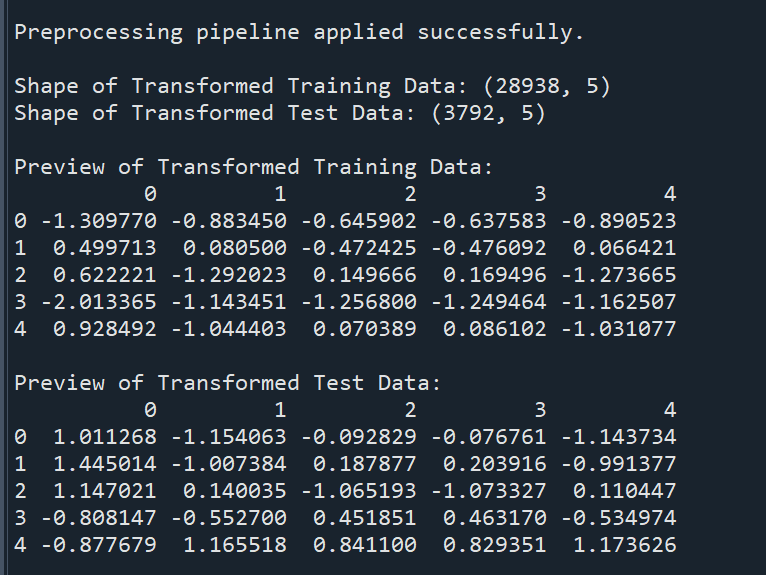 Preprocessing pipeline applied successfully.
Shape of Transformed Training Data: (28938, 5)
Shape of Transformed Test Data: (3792, 5)
Preview of Transformed Training Data:
          0         1         2         3         4
0 -1.309770 -0.883450 -0.645902 -0.637583 -0.890523
1  0.499713  0.080500 -0.472425 -0.476092  0.066421
2  0.622221 -1.292023  0.149666  0.169496 -1.273665
3 -2.013365 -1.143451 -1.256800 -1.249464 -1.162507
4  0.928492 -1.044403  0.070389  0.086102 -1.031077
Preview of Transformed Test Data:
          0         1         2         3         4
0  1.011268 -1.154063 -0.092829 -0.076761 -1.143734
1  1.445014 -1.007384  0.187877  0.203916 -0.991377
2  1.147021  0.140035 -1.065193 -1.073327  0.110447
3 -0.808147 -0.552700  0.451851  0.463170 -0.534974
4 -0.877679  1.165518  0.841100  0.829351  1.173626